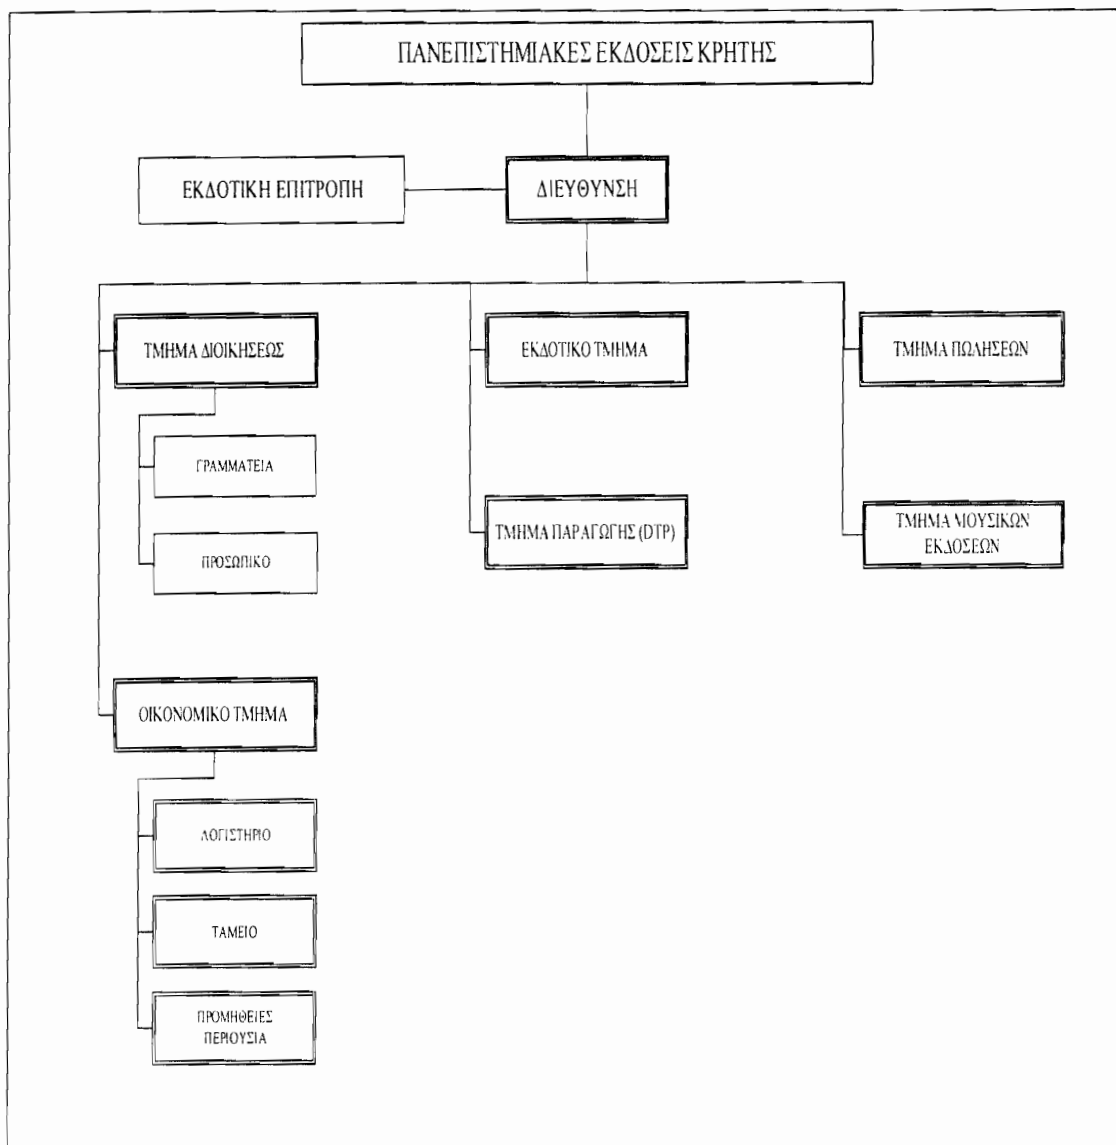 ΠΑΝΕΠΙΣΤΗΜΙΑΚΕΣ ΕΚΔΟΣΕΙΣ ΚΡΗΤΗΣ
ΕΚΔΟΤΙΚΗ ΕΠΙΤΡΟΠΗ
ΔΙΕΥΘΥΝΣΗ
ΤΜΗΜΑ ΔΙΟΙΚΗΣΕΩΣ
ΕΚΔΟΤΙΚΟ ΤΜΗΜΑ
ΤΜΗΜΑ ΠΩΛΗΣΕΩΝ
ΓΡΑΜΜΑΤΕΙΑ
ΠΡΟΣΩΠΙΚΟ
ΤΜΗΜΑ ΠΑΡΑΓΩΓΗΣ (DTP)
ΤΜΗΜΑ ΜΟΥΣΙΚΩΝ
ΕΚΔΟΣΕΩΝ
ΟΙΚΟΝΟΜΙΚΟ ΤΜΗΜΑ
ΛΟΓΙΣΤΗΡΙΟ
ΤΑΜΕΙΟ
ΠΡΟΜΗΘΕΙΕΣ
ΠΕΡΙΟΥΣΙΑ